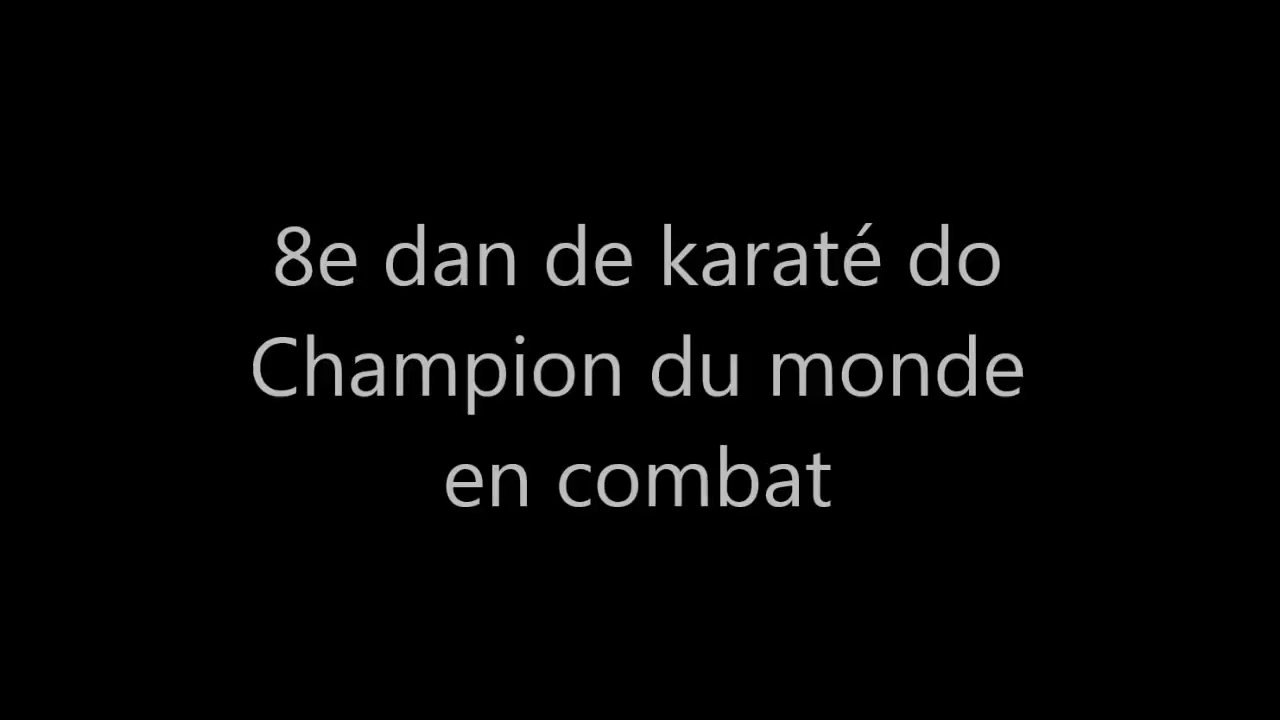 8e dan de karaté do
Champion du monde
en combat